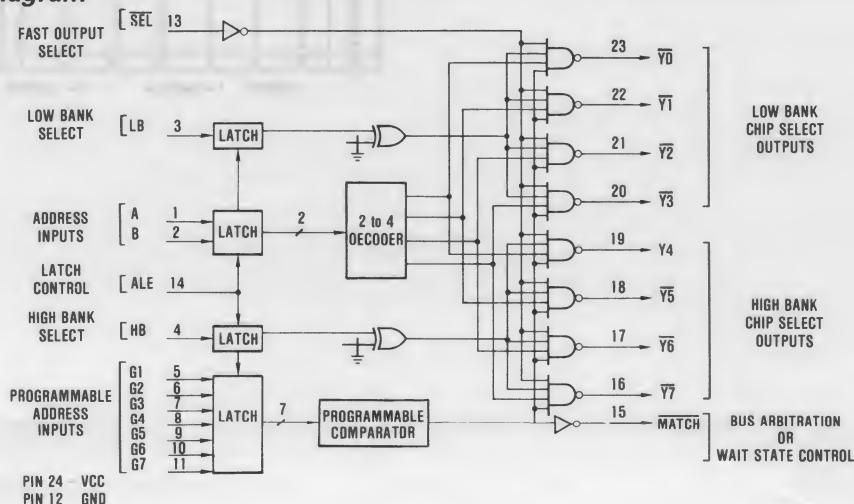 SEL 13
FAST OUTPUT
SELECT
LOW BANK
SELECT
[LB 3
LATCH
ADDRESS
INPUTS
A 1
B 2
LATCH
2
2 to 4
OECOOER
LATCH
CONTROL
[ALE 14
HIGH BANK
SELECT
[HB 4
LATCH
PROGRAMMABLE
ADDRESS
INPUTS
G1 5
G2 6
G3 7
G4 8
G5 9
G6 10
G7 11
LATCH
7
PROGRAMMABLE
COMPARATOR
PIN 24 VCC
PIN 12 GND
23 Y0
22 Y1
21 Y2
20 Y3
19 Y4
18 Y5
17 Y6
16 Y7
15 MATCH
LOW BANK
CHIP SELECT
OUTPUTS
HIGH BANK
CHIP SELECT
OUTPUTS
BUS ARBITRATION
OR
WAIT STATE CONTROL